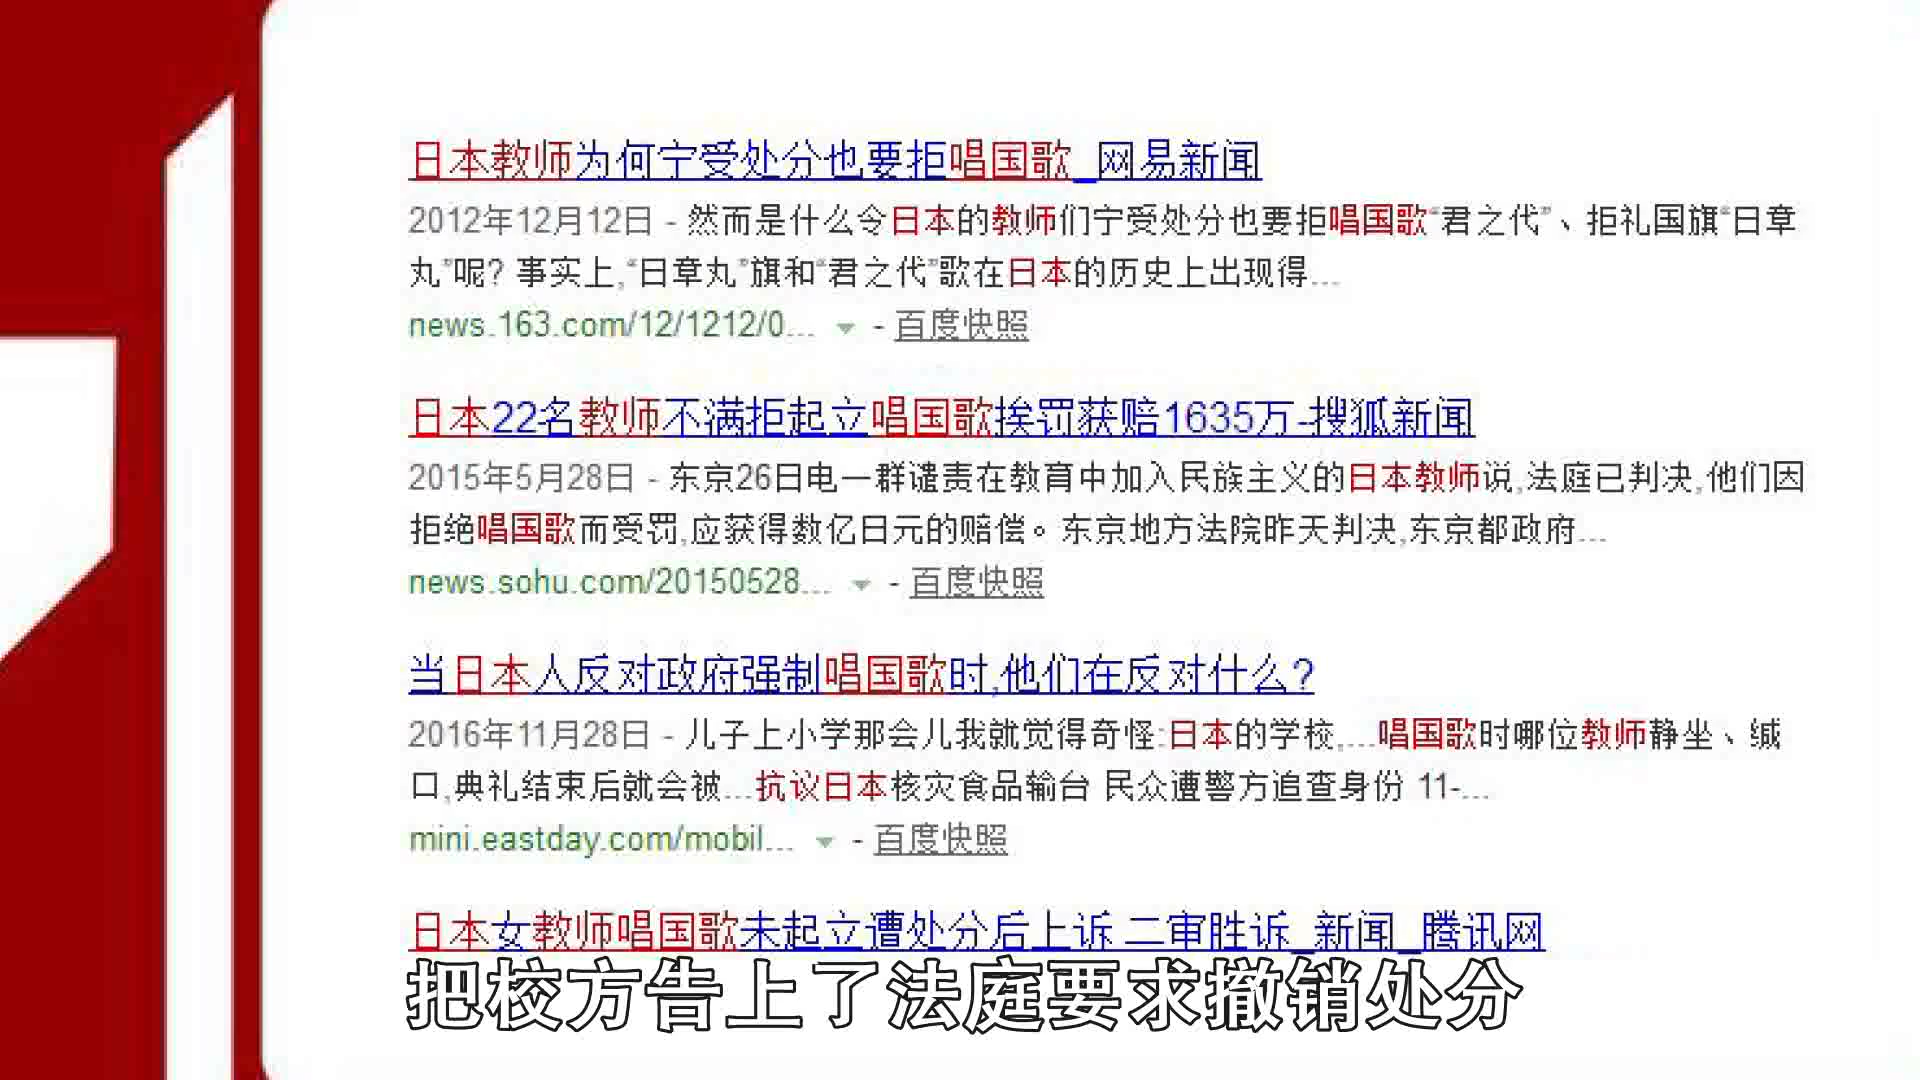 日本教师为何宁受处分也要拒唱国歌_网易新闻
2012年12月12日 - 然而是什么令日本的教师们宁受处分也要拒唱国歌“君之代”、拒礼国旗“日章
丸”呢? 事实上,“日章丸”旗和“君之代”歌在日本的历史上出现得...
news.163.com/12/1212/0... - 百度快照
日本22名教师不满拒起立唱国歌挨罚获赔1635万-搜狐新闻
2015年5月28日 - 东京26日电一群谴责在教育中加入民族主义的日本教师说,法庭已判决,他们因
拒绝唱国歌而受罚,应获得数亿日元的赔偿。东京地方法院昨天判决,东京都政府...
news.sohu.com/20150528... - 百度快照
当日本人反对政府强制唱国歌时,他们在反对什么?
2016年11月28日 - 儿子上小学那会儿我就觉得奇怪:日本的学校,...唱国歌时哪位教师静坐、缄
口,典礼结束后就会被...抗议日本核灾食品输台 民众遭警方追查身份 11-...
mini.eastday.com/mobil... - 百度快照
日本女教师唱国歌未起立遭处分后上诉 二审胜诉_新闻_腾讯网
把校方告上了法庭要求撤销处分